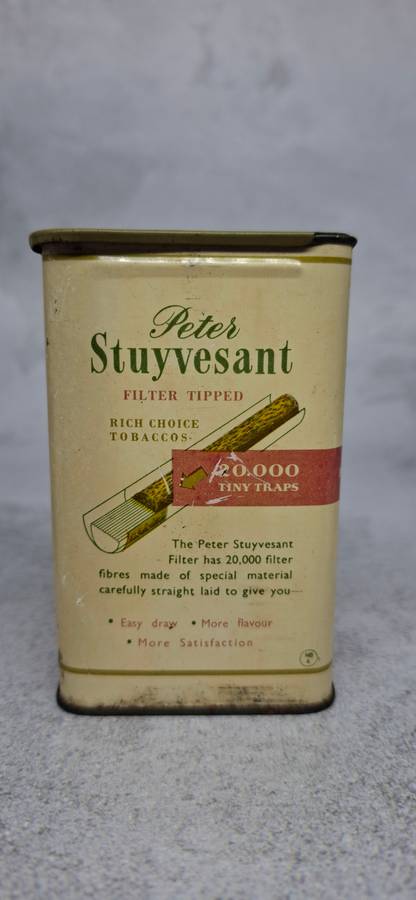 Peter
Stuyvesant
FILTER TIPPED
RICH CHOICE
TOBACCOS
20.000
TINY TRAPS
The Peter Stuyvesant
Filter has 20,000 filter
fibres made of special material
carefully straight laid to give you—
• Easy draw • More flavour
• More Satisfaction